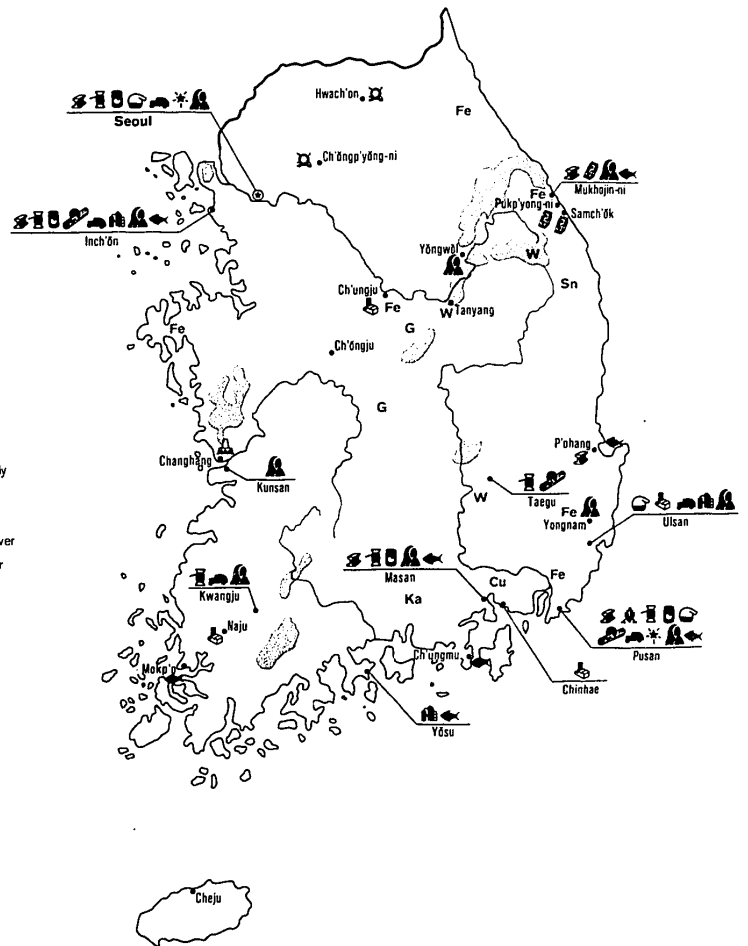 Hwach'on
Fe
Seoul
Ch'ŏngp'yŏng-ni
Fe
Mukhojin-ni
Pukp'yong-ni
Samch'ŏk
Inch'ŏn
Yŏngwŏl
W
Sn
Ch'ungju
Fe
W
Tanyang
Fe
G
Ch'ŏngju
G
P'ohang
Changhang
Kunsan
Taegu
W
Fe
Yongnam
Ulsan
Masan
Cu
Fe
Kwangju
Ka
Naju
Pusan
Ch'ungmu
Mokp'o
Chinhae
Yŏsu
Cheju